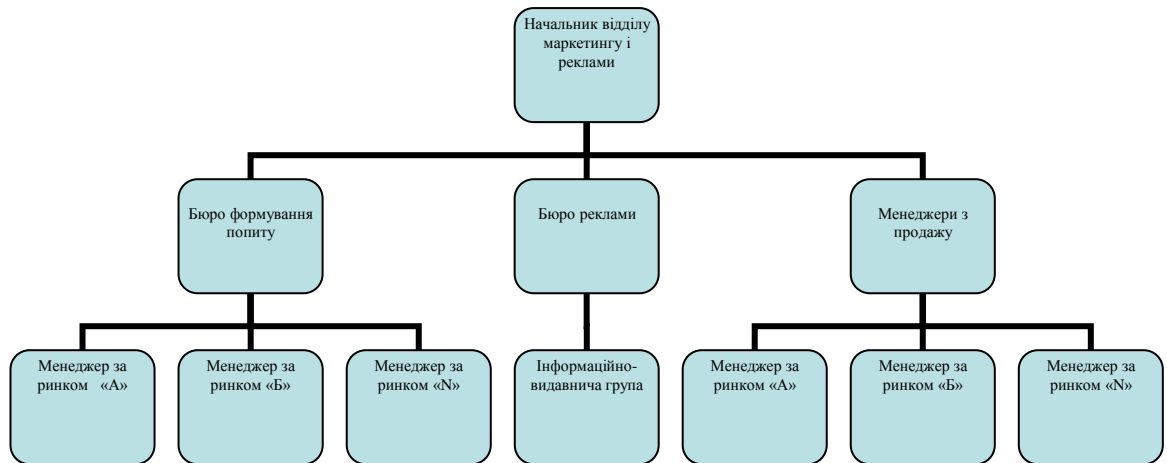 Начальник відділу
маркетингу і
реклами
Бюро формування
попиту
Бюро реклами
Менеджери з
продажу
Менеджер за
ринком «А»
Менеджер за
ринком «Б»
Менеджер за
ринком «N»
Інформаційно-
видавнича група
Менеджер за
ринком «А»
Менеджер за
ринком «Б»
Менеджер за
ринком «N»